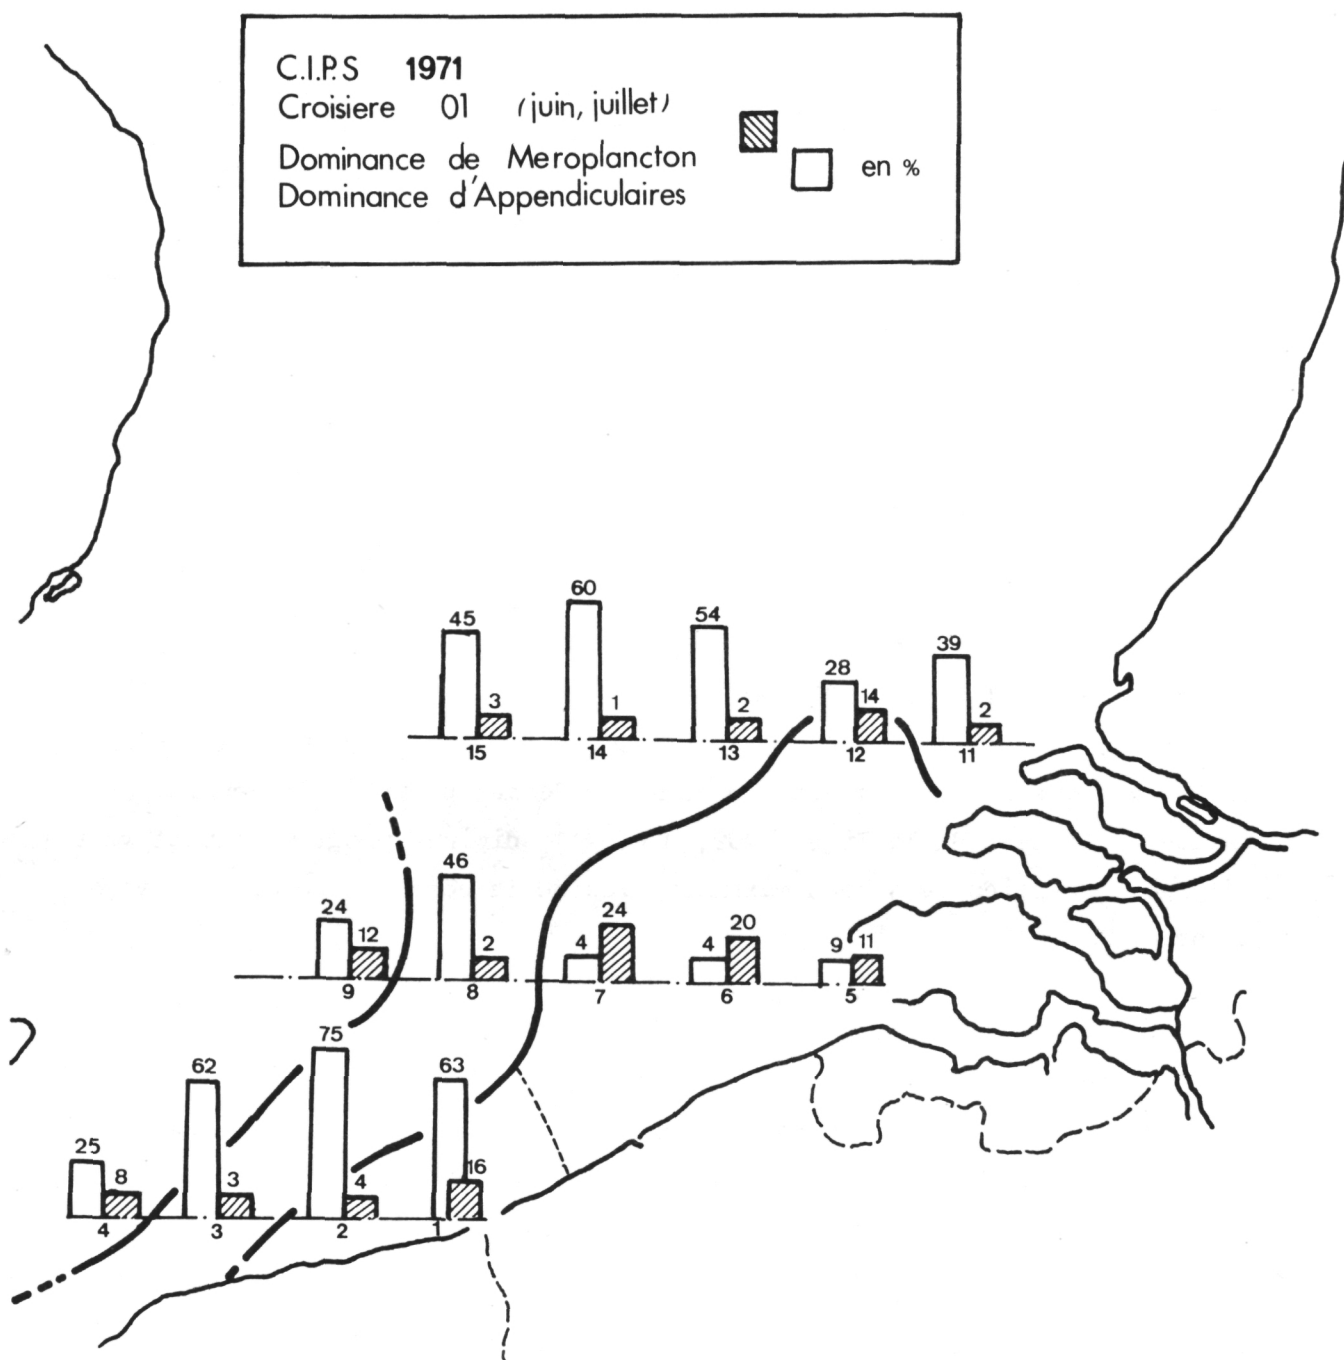 C.I.P.S 1971
Croisiere 01 (juin, juillet)
Dominance de Meroplancton
Dominance d'Appendiculaires
en %
45 60 54 28 39
3 1 2 14 2
15 14 13 12 11
24 46 4 4 9
12 2 24 20 11
9 8 7 6 5
25 62 75 63
8 3 4 16
4 3 2 1